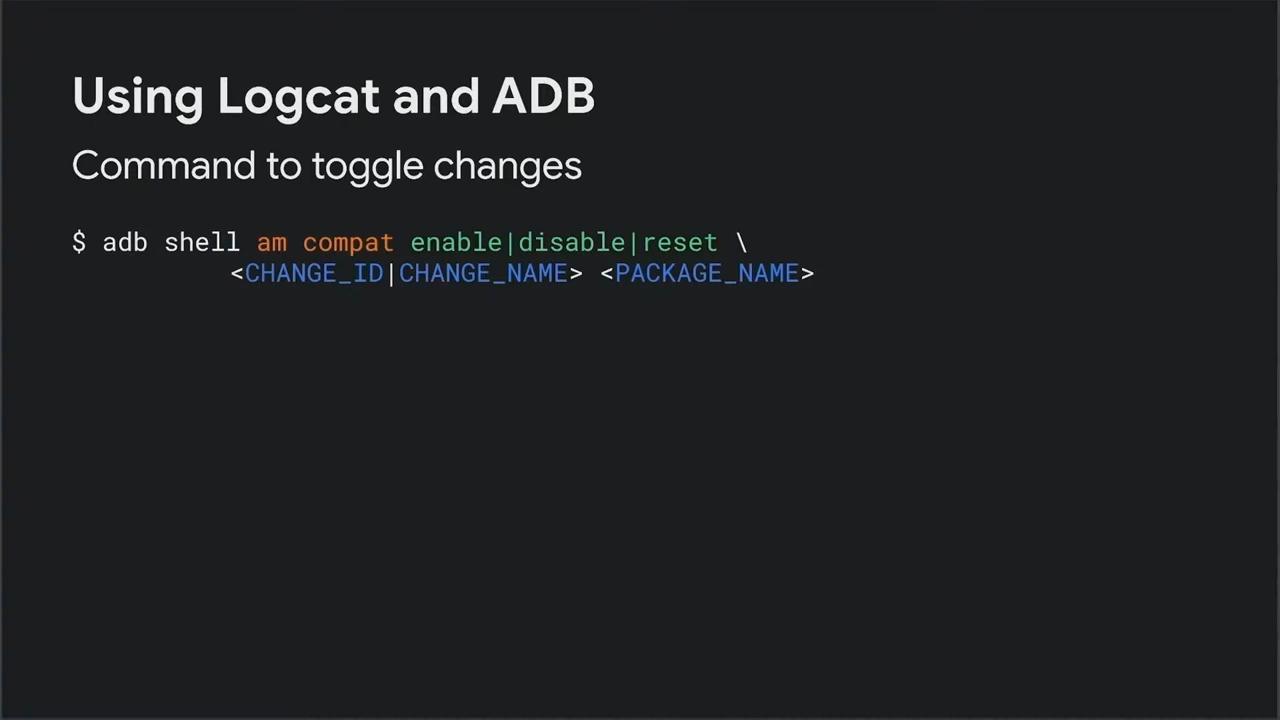 Using Logcat and ADB
Command to toggle changes
$ adb shell am compat enable|disable|reset \
<CHANGE_ID|CHANGE_NAME> <PACKAGE_NAME>